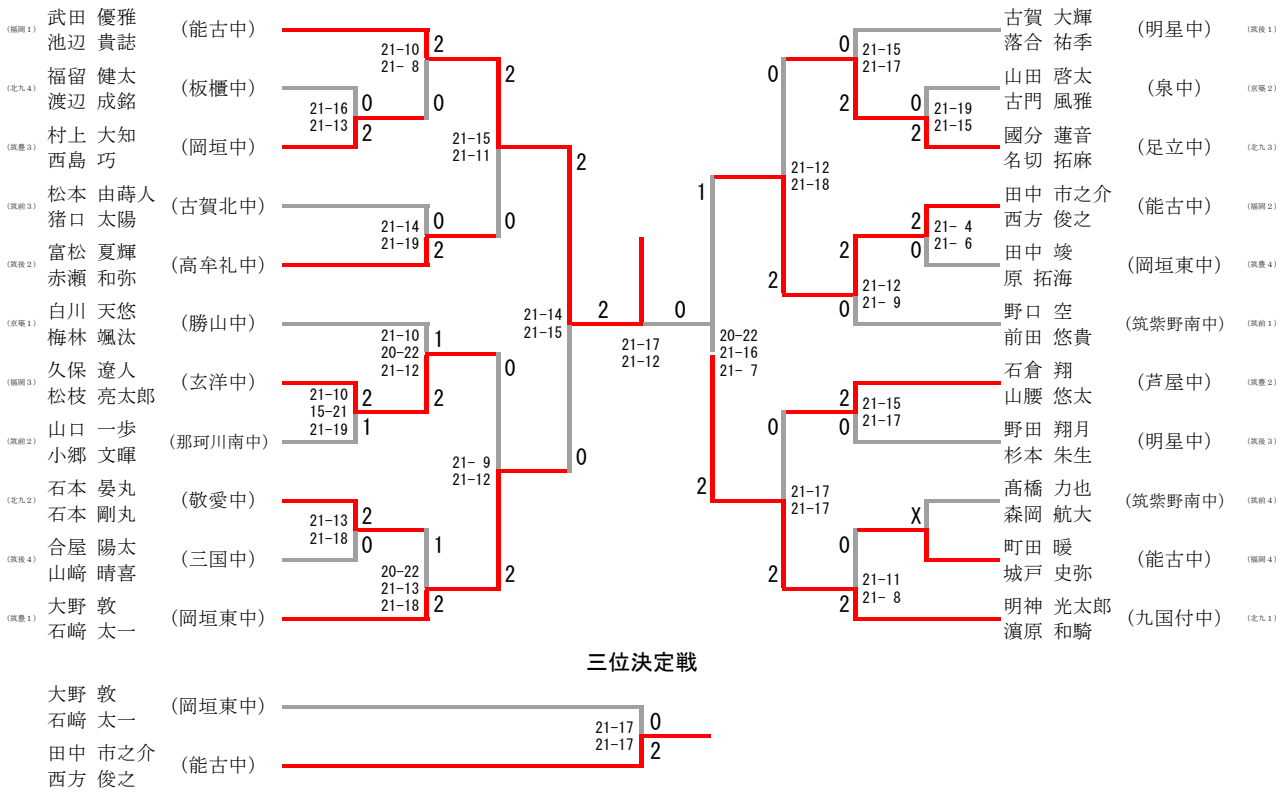 (福岡1) 武田 優雅
池辺 貴誌 (能古中)
(北九4) 福留 健太
渡辺 成銘 (板櫃中)
(筑豊3) 村上 大知
西島 巧 (岡垣中)
(筑前3) 松本 由蒔人
猪口 太陽 (古賀北中)
(筑後2) 富松 夏輝
赤瀬 和弥 (高牟礼中)
(京築1) 白川 天悠
梅林 颯汰 (勝山中)
(福岡3) 久保 遼人
松枝 亮太郎 (玄洋中)
(筑前2) 山口 一歩
小郷 文暉 (那珂川南中)
(北九2) 石本 晏丸
石本 剛丸 (敬愛中)
(筑後4) 合屋 陽太
山﨑 晴喜 (三国中)
(筑豊1) 大野 敦
石﨑 太一 (岡垣東中)
21-10
21- 8
2
0
21-16
21-13
0
2
21-14
21-19
0
2
21-15
21-11
2
0
21-10
20-22
21-12
1
2
21-10
15-21
21-19
2
1
21-13
21-18
2
0
20-22
21-13
21-18
1
2
21- 9
21-12
0
2
21-14
21-15
2
0
2
0
21-17
21-12
古賀 大輝
落合 祐季 (明星中) (筑後1)
山田 啓太
古門 風雅 (泉中) (京築2)
國分 蓮音
名切 拓麻 (足立中) (北九3)
田中 市之介
西方 俊之 (能古中) (福岡2)
田中 竣
原 拓海 (岡垣東中) (筑豊4)
野口 空
前田 悠貴 (筑紫野南中) (筑前1)
石倉 翔
山腰 悠太 (芦屋中) (筑豊2)
野田 翔月
杉本 朱生 (明星中) (筑後3)
髙橋 力也
森岡 航大 (筑紫野南中) (筑前4)
町田 暖
城戸 史弥 (能古中) (福岡4)
明神 光太郎
濵原 和騎 (九国付中) (北九1)
0
21-15
21-17
2
0
21-19
21-15
2
0
21-12
21-18
2
2
21- 4
21- 6
0
2
21-12
21- 9
0
1
20-22
21-16
21- 7
2
2
21-15
21-17
0
0
21-17
21-17
2
X
0
21-11
21- 8
2
三位決定戦
大野 敦
石﨑 太一 (岡垣東中)
田中 市之介
西方 俊之 (能古中)
21-17
21-17
0
2